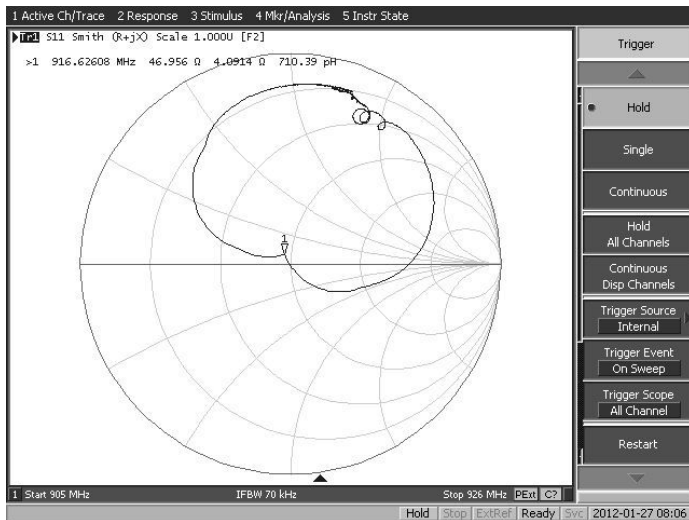 1 Active Ch/Trace 2 Response 3 Stimulus 4 Mkr/Analysis 5 Instr State
Tr1 S11 Smith (R+jX) Scale 1.000U [F2]
>1 916.62608 MHz 46.956 Ω 4.0914 Ω 710.39 pH
1
Trigger
Hold
Single
Continuous
Hold
All Channels
Continuous
Disp Channels
Trigger Source
Internal
Trigger Event
On Sweep
Trigger Scope
All Channel
Restart
1 Start 905 MHz IFBW 70 kHz Stop 926 MHz PExt C?
Hold Stop ExtRef Ready Svc 2012-01-27 08:06